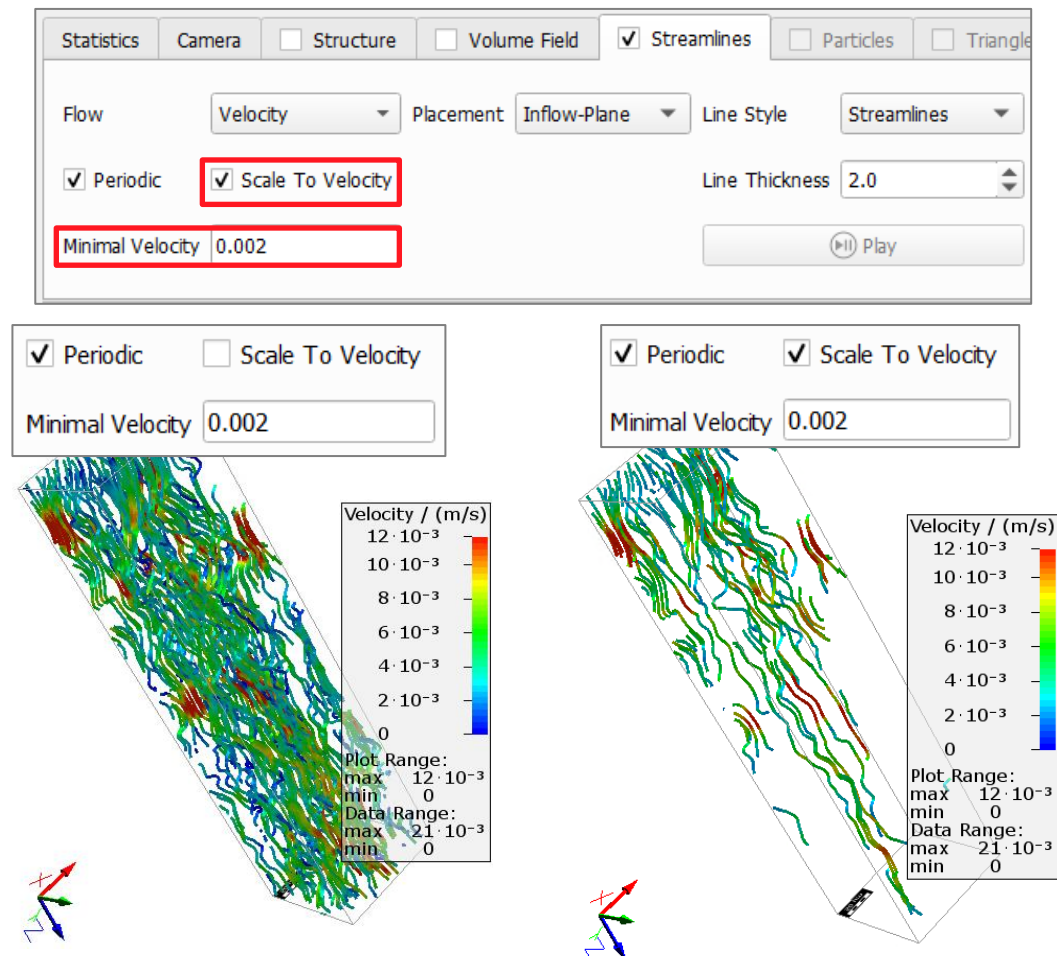 Statistics Camera Structure Volume Field Streamlines Particles Triangle
Flow Velocity Placement Inflow-Plane Line Style Streamlines
Periodic Scale To Velocity Line Thickness 2.0
Minimal Velocity 0.002 Play
Periodic Scale To Velocity
Minimal Velocity 0.002
Periodic Scale To Velocity
Minimal Velocity 0.002
Velocity / (m/s)
12·10⁻³
10·10⁻³
8·10⁻³
6·10⁻³
4·10⁻³
2·10⁻³
0
Plot Range:
max 12·10⁻³
min 0
Data Range:
max 21·10⁻³
min 0
X
Y
Z
Velocity / (m/s)
12·10⁻³
10·10⁻³
8·10⁻³
6·10⁻³
4·10⁻³
2·10⁻³
0
Plot Range:
max 12·10⁻³
min 0
Data Range:
max 21·10⁻³
min 0
X
Y
Z